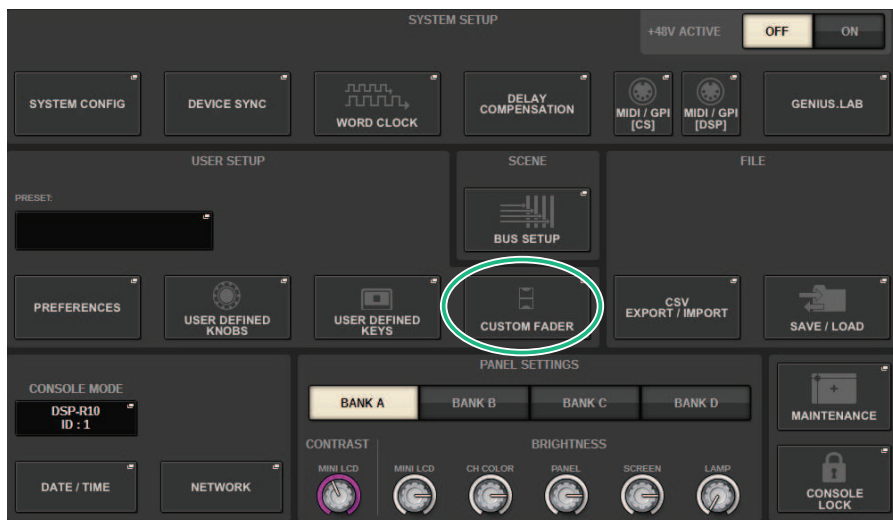 SYSTEM SETUP
+48V ACTIVE
OFF
ON
SYSTEM CONFIG
DEVICE SYNC
WORD CLOCK
DELAY
COMPENSATION
MIDI / GPI
[CS]
MIDI / GPI
[DSP]
GENIUS.LAB
USER SETUP
SCENE
FILE
PRESET:
BUS SETUP
PREFERENCES
USER DEFINED
KNOBS
USER DEFINED
KEYS
CUSTOM FADER
CSV
EXPORT / IMPORT
SAVE / LOAD
PANEL SETTINGS
CONSOLE MODE
DSP-R10
ID : 1
BANK A
BANK B
BANK C
BANK D
MAINTENANCE
CONTRAST
BRIGHTNESS
MINI LCD
MINI LCD
CH COLOR
PANEL
SCREEN
LAMP
DATE / TIME
NETWORK
CONSOLE
LOCK